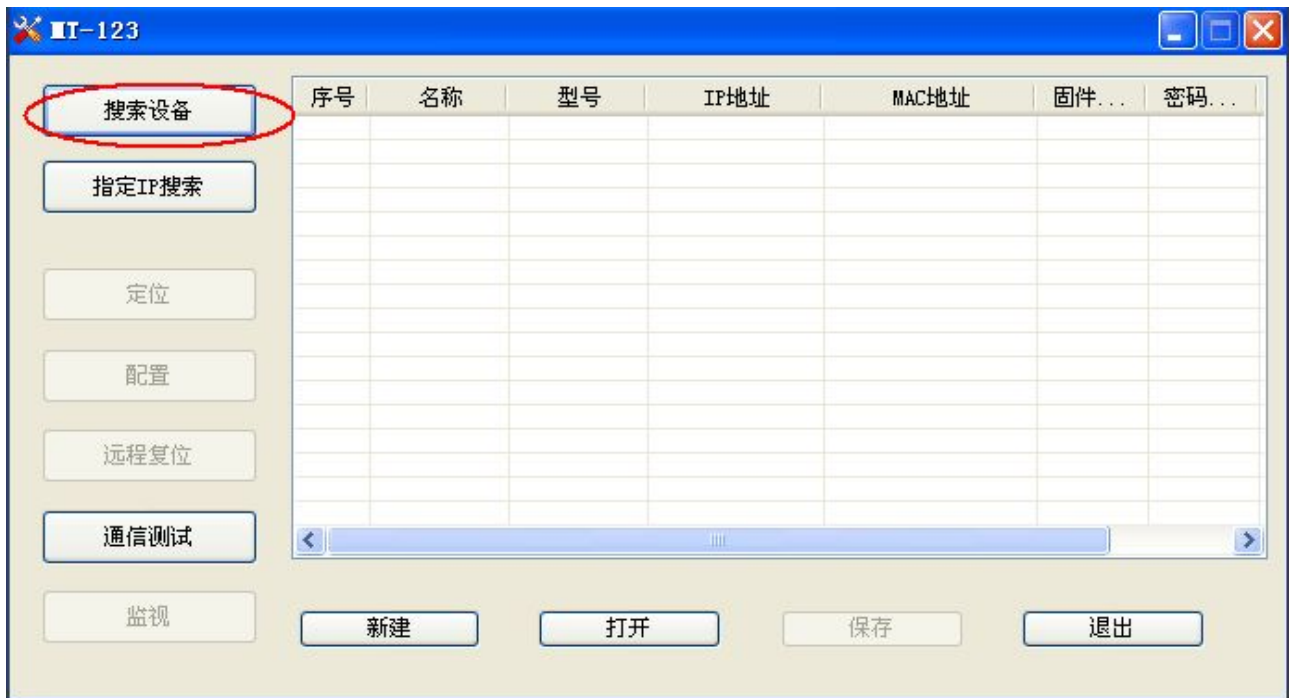 MT-123
搜索设备
序号 名称 型号 IP地址 MAC地址 固件... 密码...
指定IP搜索
定位
配置
远程复位
通信测试
监视
新建 打开 保存 退出